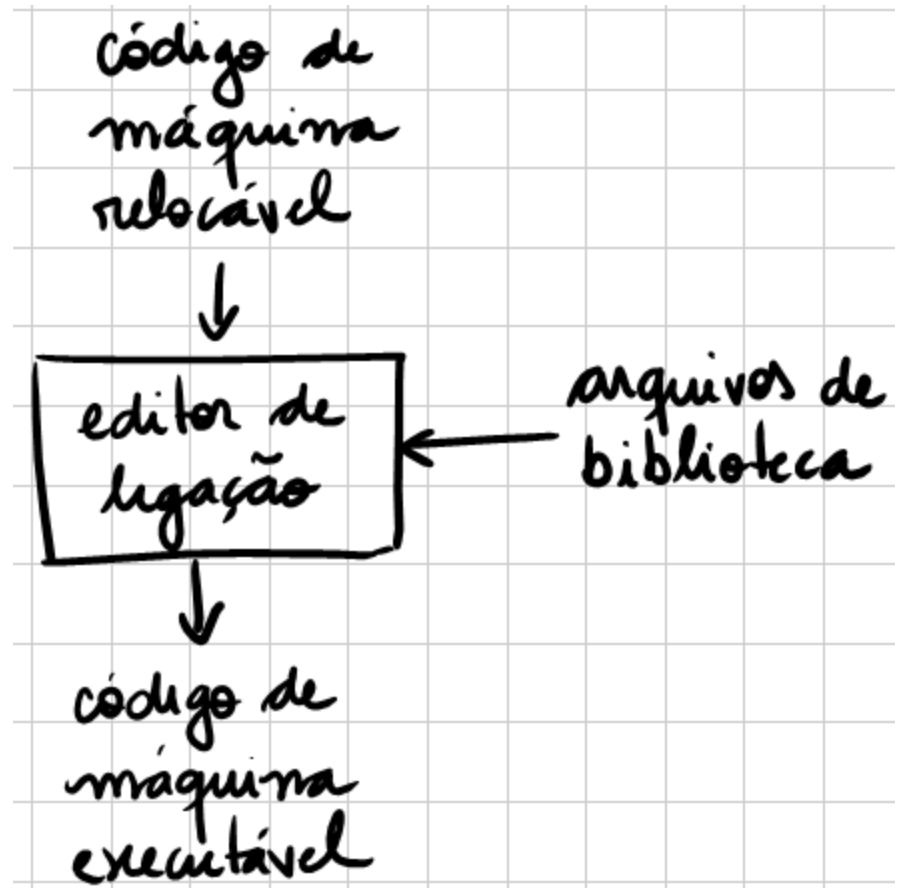 código de
máquina
relocável
editor de
ligação
arquivos de
biblioteca
código de
máquina
executável